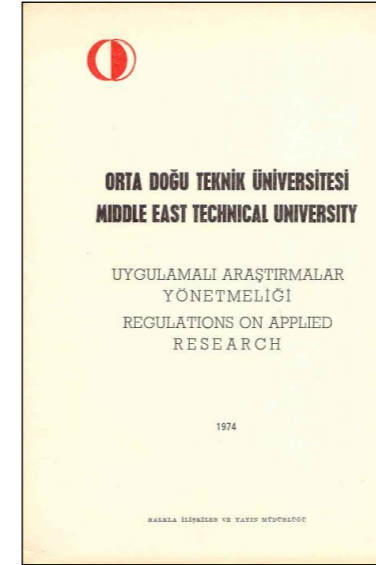 ORTA DOĞU TEKNİK ÜNİVERSİTESİ
MIDDLE EAST TECHNICAL UNIVERSITY
UYGULAMALI ARAŞTIRMALAR
YÖNETMELİĞİ
REGULATIONS ON APPLIED
RESEARCH
1974
HALKLA İLİŞKİLER VE YAYIN MÜDÜRLÜĞÜ